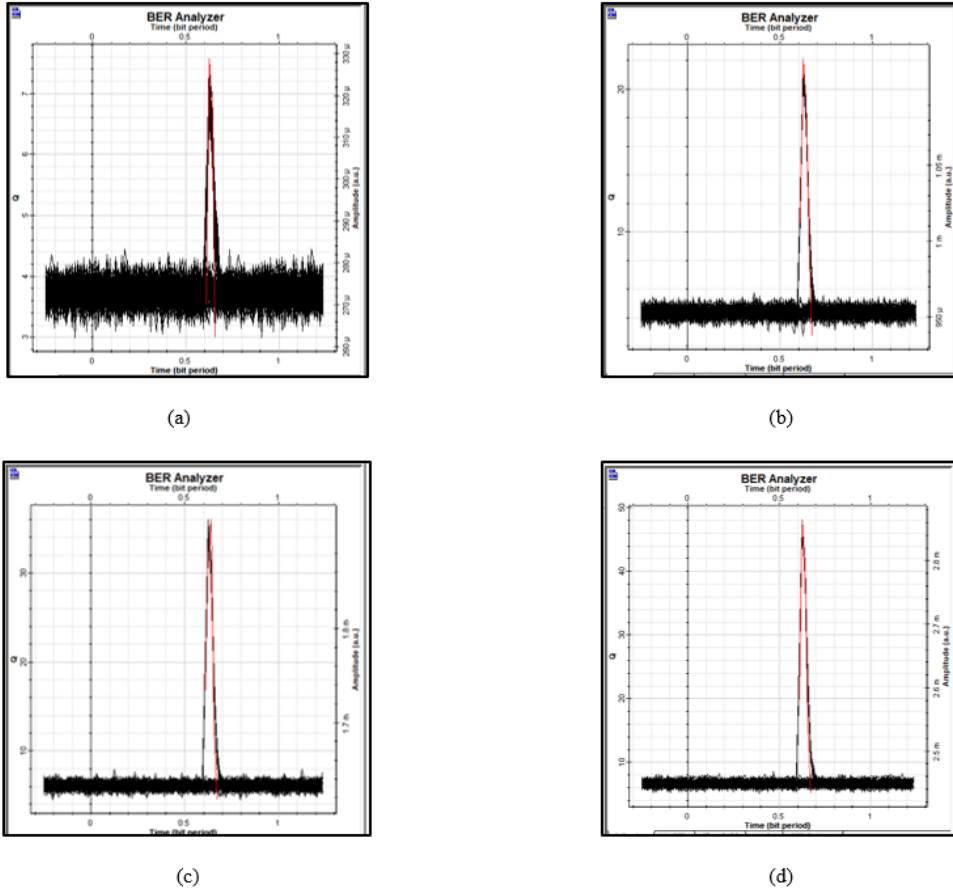 BER Analyzer
Time (bit period)
0 0.5 1
Q
7
6
5
4
3
330 µ
320 µ
310 µ
300 µ
290 µ
280 µ
270 µ
260 µ
Amplitude (a.u.)
0 0.5 1
Time (bit period)
(a)
BER Analyzer
Time (bit period)
0 0.5 1
Q
20
10
1.05 m
1 m
950 µ
Amplitude (a.u.)
0 0.5 1
Time (bit period)
(b)
BER Analyzer
Time (bit period)
0 0.5 1
Q
30
20
10
1.8 m
1.7 m
Amplitude (a.u.)
0 0.5 1
Time (bit period)
(c)
BER Analyzer
Time (bit period)
0 0.5 1
Q
50
40
30
20
10
2.8 m
2.7 m
2.6 m
2.5 m
Amplitude (a.u.)
0 0.5 1
Time (bit period)
(d)